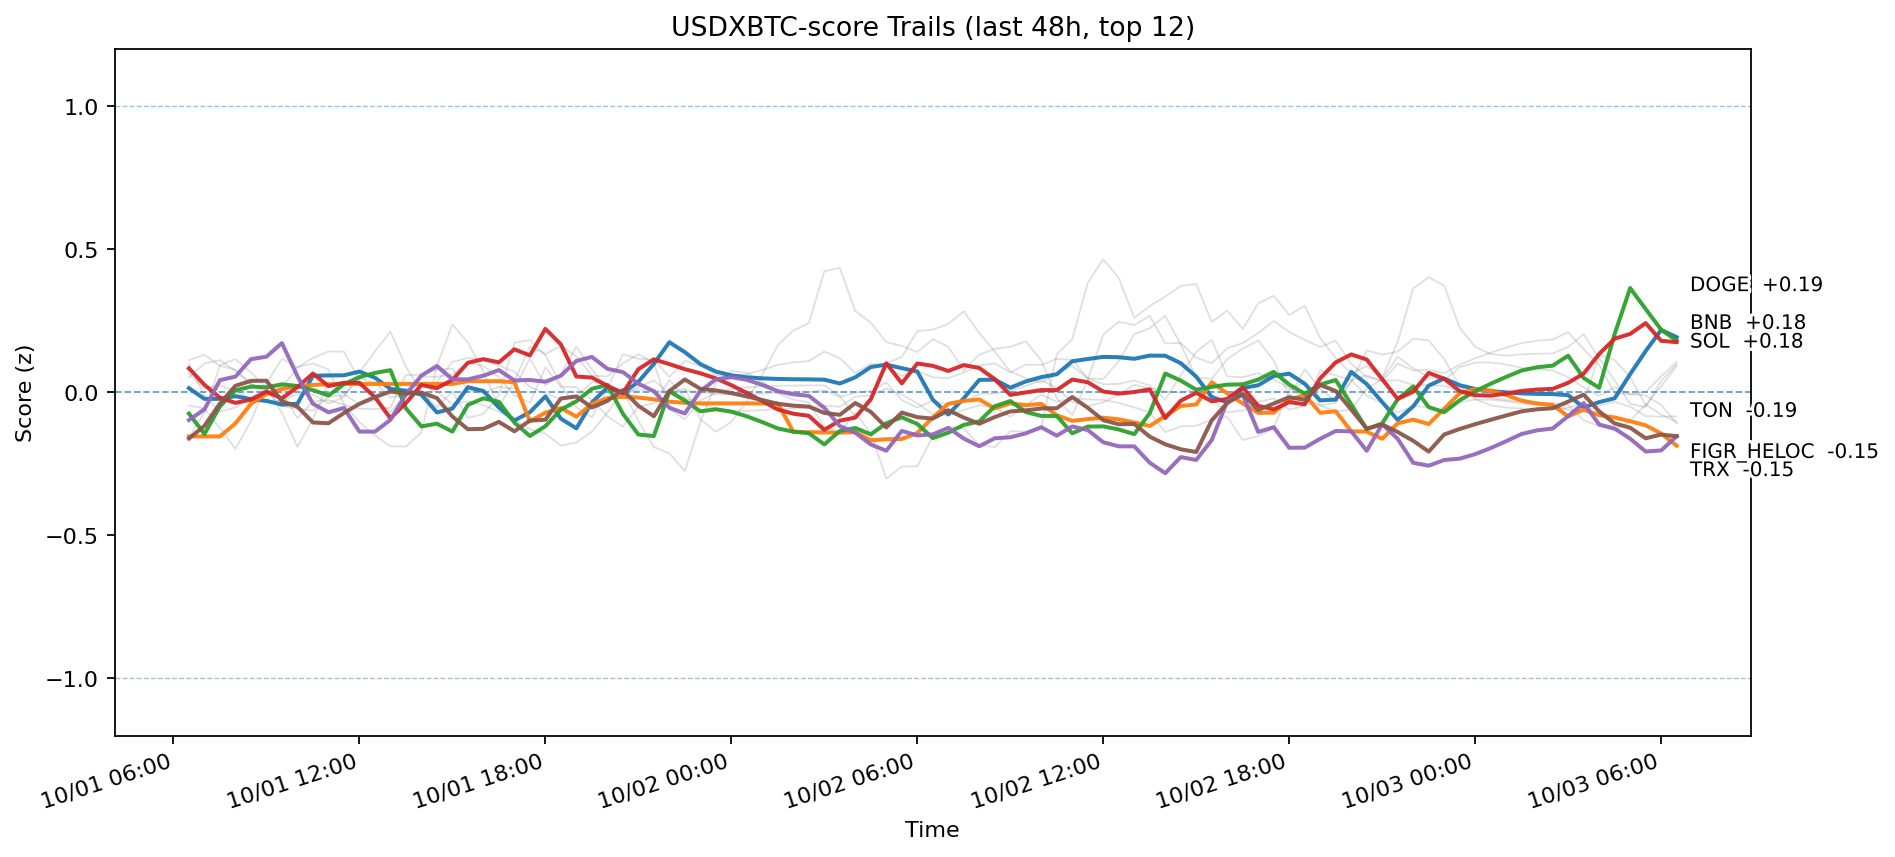 USDXBTC-score Trails (last 48h, top 12)
Score (z)
1.0
0.5
0.0
−0.5
−1.0
DOGE +0.19
BNB +0.18
SOL +0.18
TON -0.19
FIGR_HELOC -0.15
TRX -0.15
10/01 06:00
10/01 12:00
10/01 18:00
10/02 00:00
10/02 06:00
10/02 12:00
10/02 18:00
10/03 00:00
10/03 06:00
Time